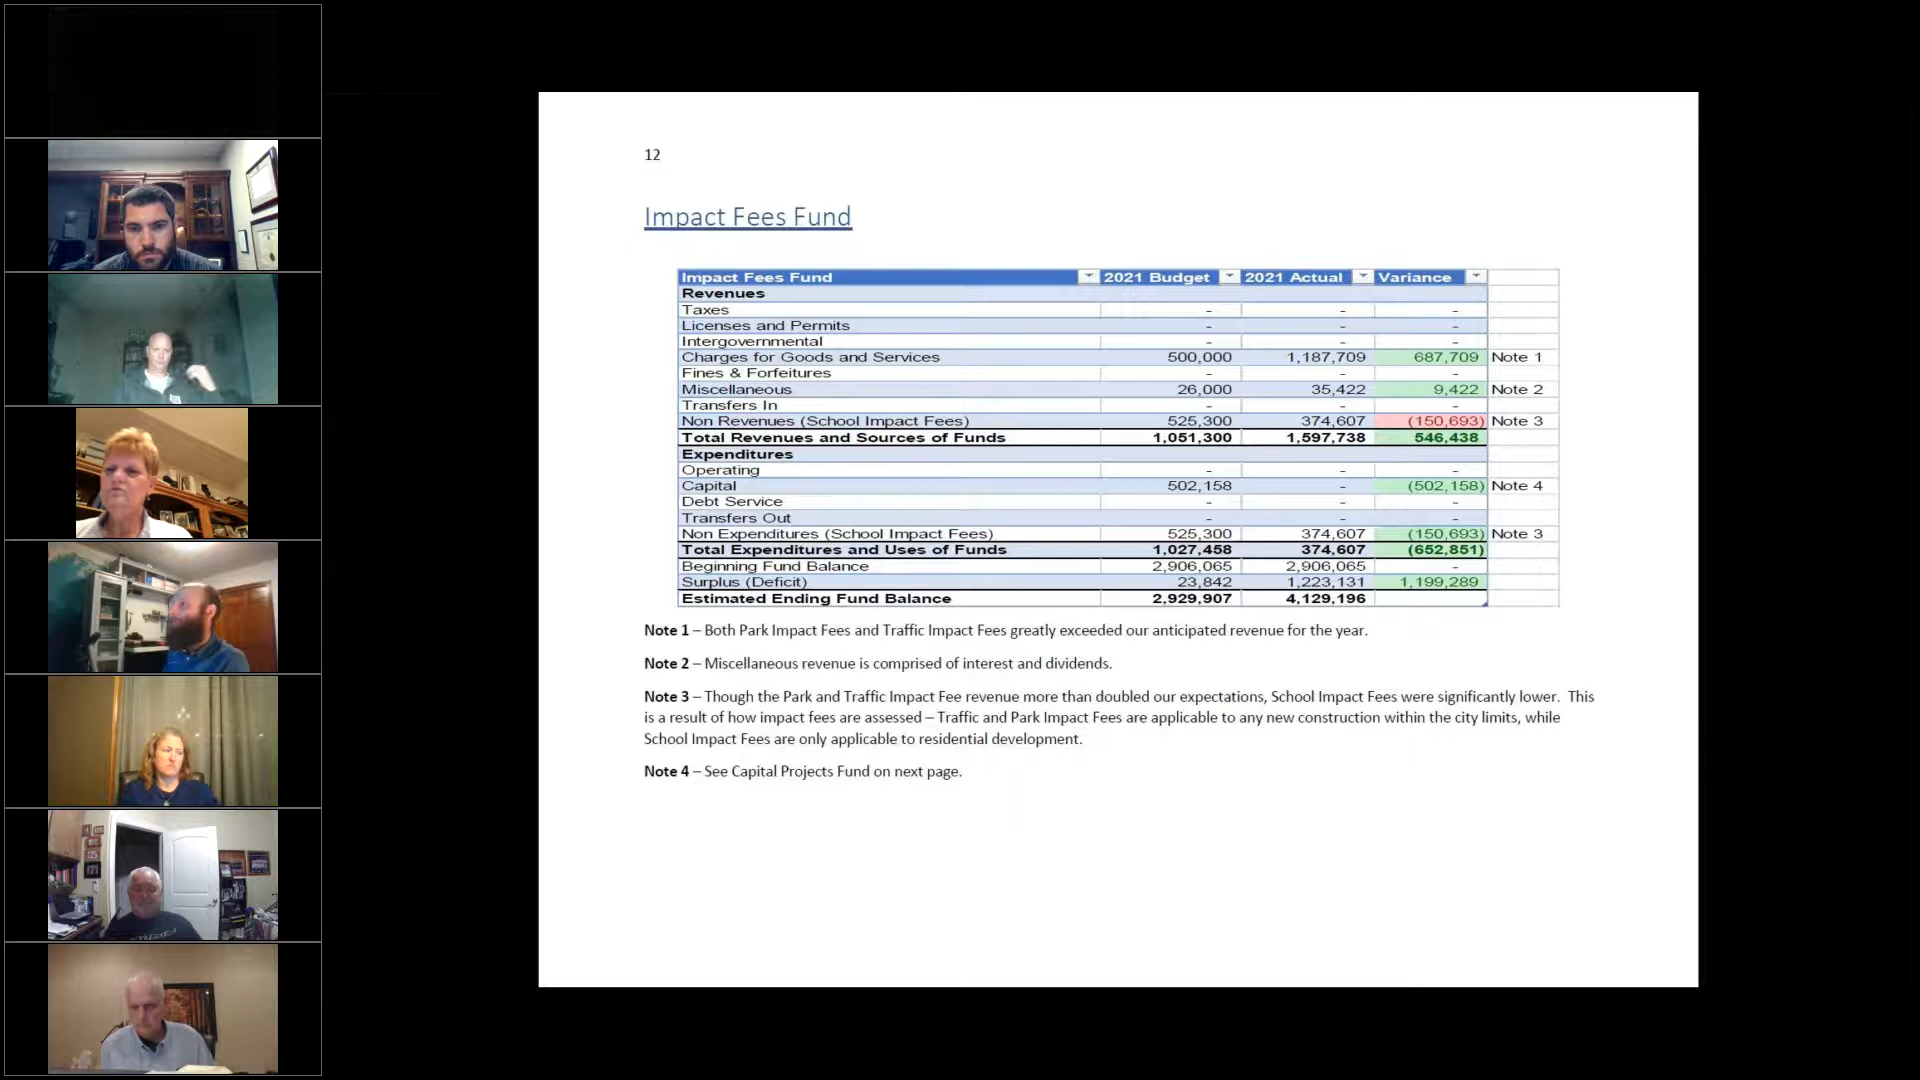 12
Impact Fees Fund
Impact Fees Fund 2021 Budget 2021 Actual Variance
Revenues
Taxes - - -
Licenses and Permits - - -
Intergovernmental - - -
Charges for Goods and Services 500,000 1,187,709 687,709 Note 1
Fines & Forfeitures - - -
Miscellaneous 26,000 35,422 9,422 Note 2
Transfers In - - -
Non Revenues (School Impact Fees) 525,300 374,607 (150,693) Note 3
Total Revenues and Sources of Funds 1,051,300 1,597,738 546,438
Expenditures
Operating - - -
Capital 502,158 - (502,158) Note 4
Debt Service - - -
Transfers Out - - -
Non Expenditures (School Impact Fees) 525,300 374,607 (150,693) Note 3
Total Expenditures and Uses of Funds 1,027,458 374,607 (652,851)
Beginning Fund Balance 2,906,065 2,906,065 -
Surplus (Deficit) 23,842 1,223,131 1,199,289
Estimated Ending Fund Balance 2,929,907 4,129,196
Note 1 – Both Park Impact Fees and Traffic Impact Fees greatly exceeded our anticipated revenue for the year.
Note 2 – Miscellaneous revenue is comprised of interest and dividends.
Note 3 – Though the Park and Traffic Impact Fee revenue more than doubled our expectations, School Impact Fees were significantly lower. This
is a result of how impact fees are assessed – Traffic and Park Impact Fees are applicable to any new construction within the city limits, while
School Impact Fees are only applicable to residential development.
Note 4 – See Capital Projects Fund on next page.